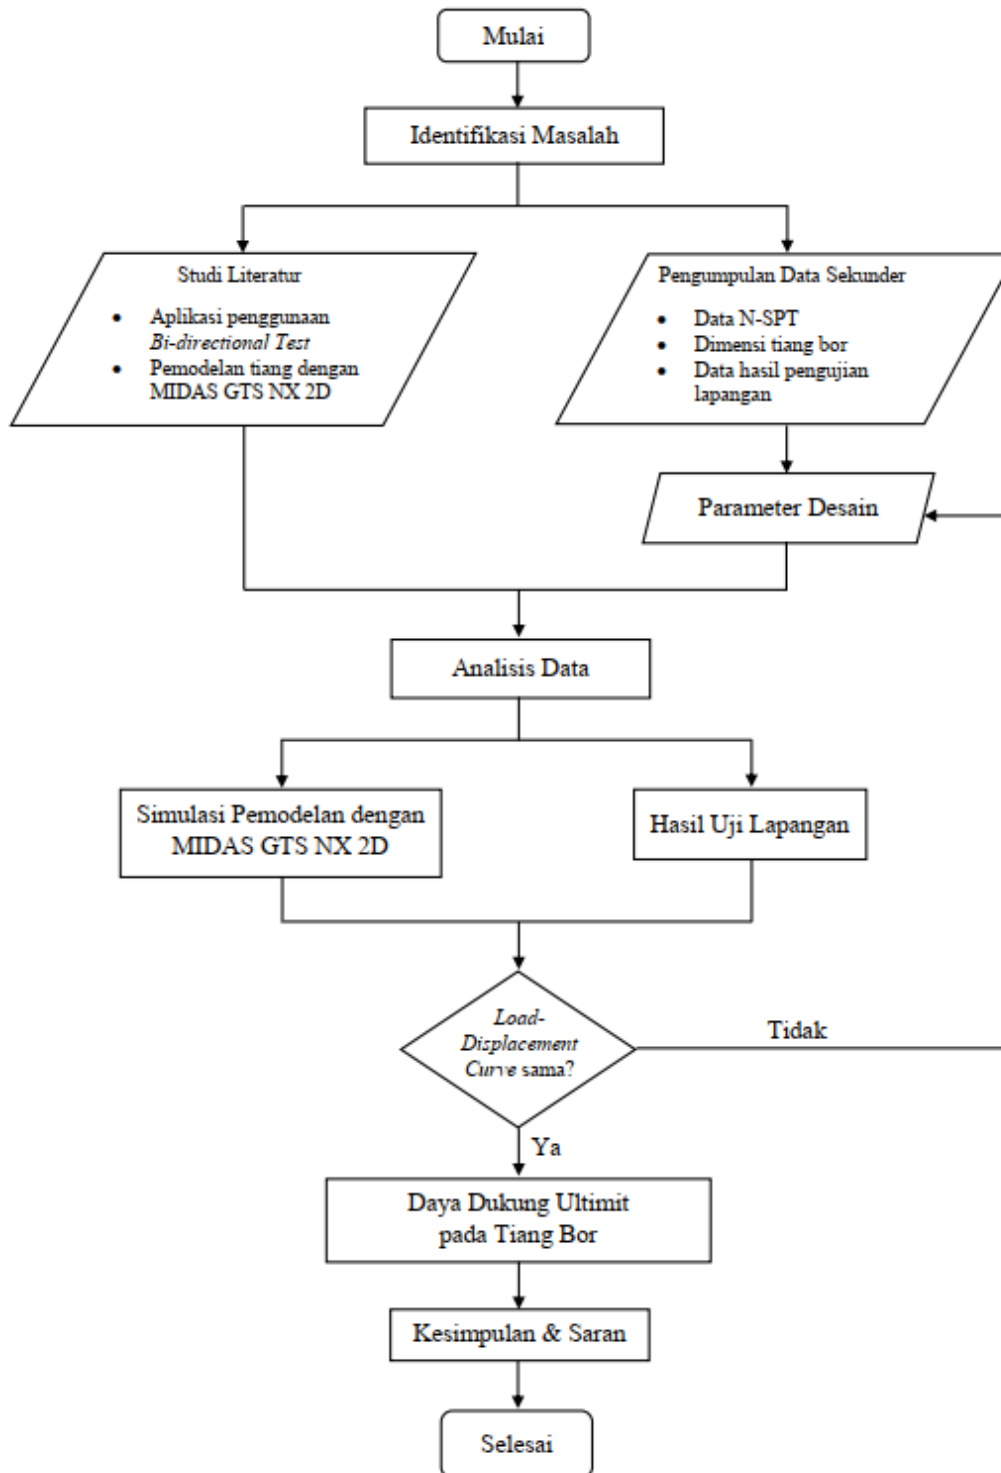 Mulai
Identifikasi Masalah
Studi Literatur
• Aplikasi penggunaan
Bi-directional Test
• Pemodelan tiang dengan
MIDAS GTS NX 2D
Pengumpulan Data Sekunder
• Data N-SPT
• Dimensi tiang bor
• Data hasil pengujian
lapangan
Parameter Desain
Analisis Data
Simulasi Pemodelan dengan
MIDAS GTS NX 2D
Hasil Uji Lapangan
Load-
Displacement
Curve sama?
Tidak
Ya
Daya Dukung Ultimit
pada Tiang Bor
Kesimpulan & Saran
Selesai